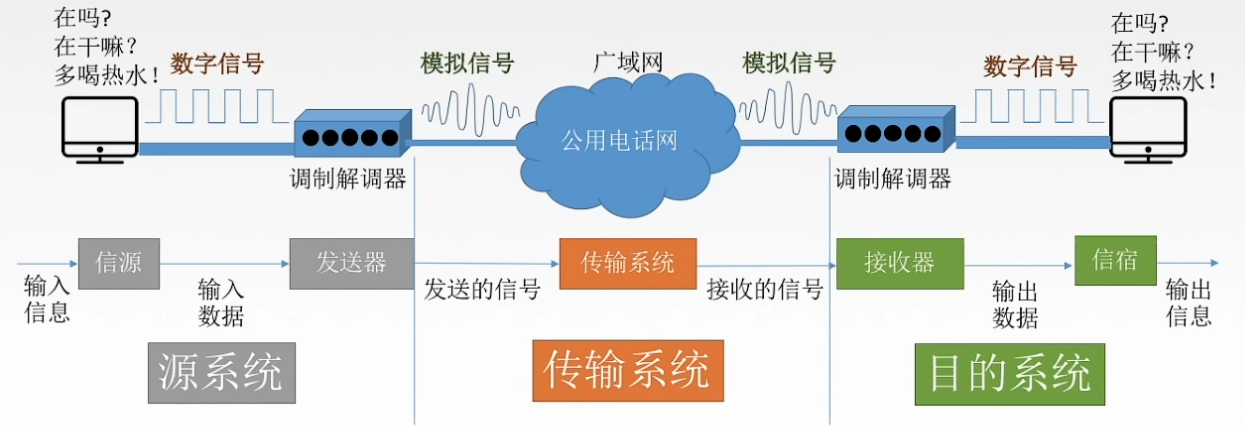 在吗?
在干嘛?
多喝热水!
数字信号
模拟信号
广域网
模拟信号
数字信号
在吗?
在干嘛?
多喝热水!
公用电话网
调制解调器
调制解调器
信源
发送器
传输系统
接收器
信宿
输入
信息
输入
数据
发送的信号
接收的信号
输出
数据
输出
信息
源系统
传输系统
目的系统